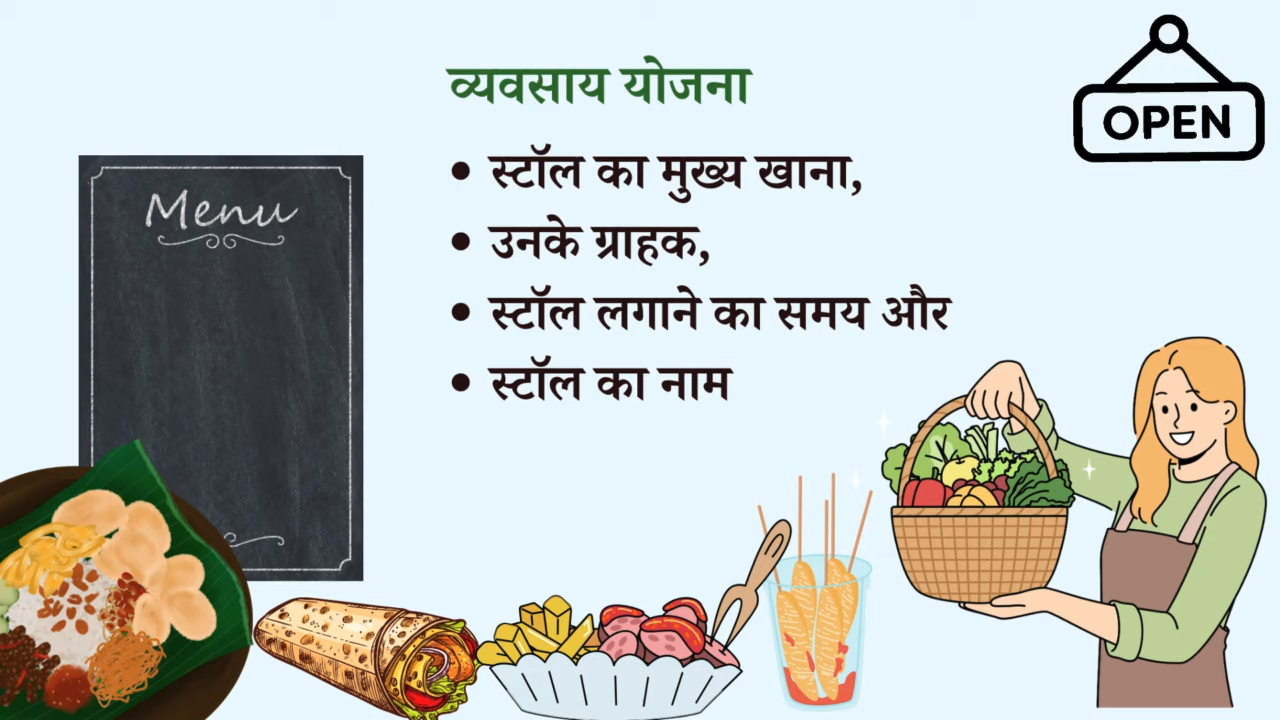 व्यवसाय योजना
OPEN
Menu
• स्टॉल का मुख्य खाना,
• उनके ग्राहक,
• स्टॉल लगाने का समय और
• स्टॉल का नाम